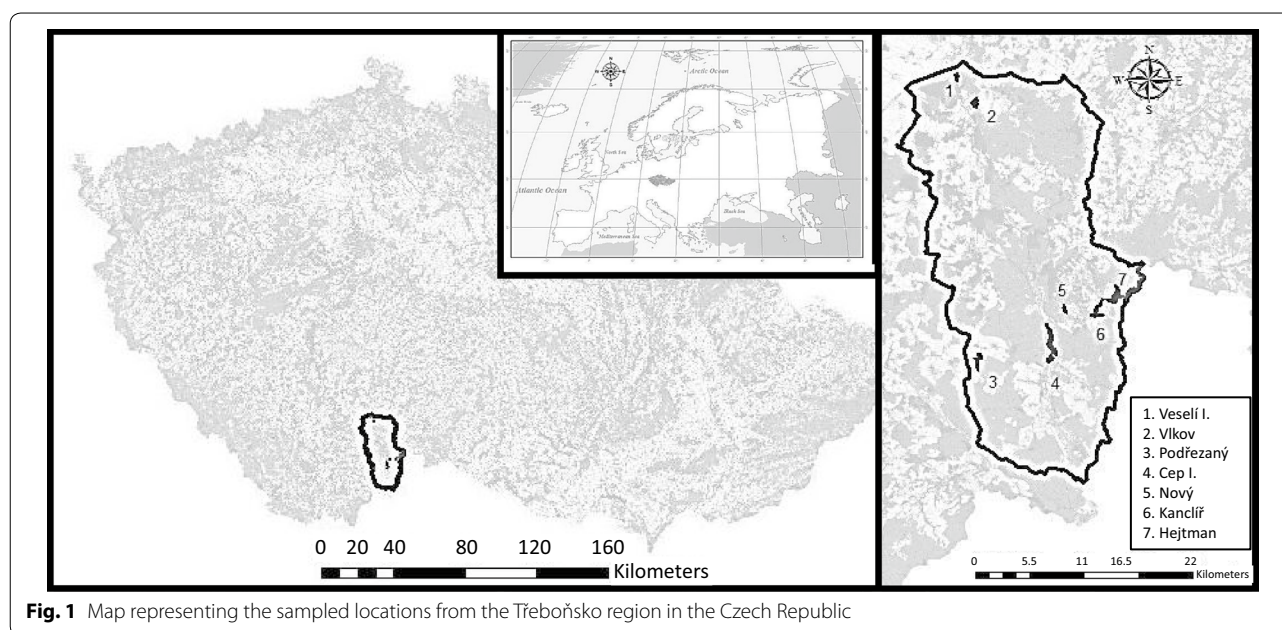 Arctic Ocean
North Sea
Atlantic Ocean
Black Sea
Mediterranean Sea
N
W E
S
0 20 40 80 120 160
Kilometers
N
W E
S
1
2
3
4
5
6
7
1. Veselí I.
2. Vlkov
3. Podřezaný
4. Cep I.
5. Nový
6. Kanclíř
7. Hejtman
0 5.5 11 16.5 22
Kilometers
Fig. 1 Map representing the sampled locations from the Třeboňsko region in the Czech Republic